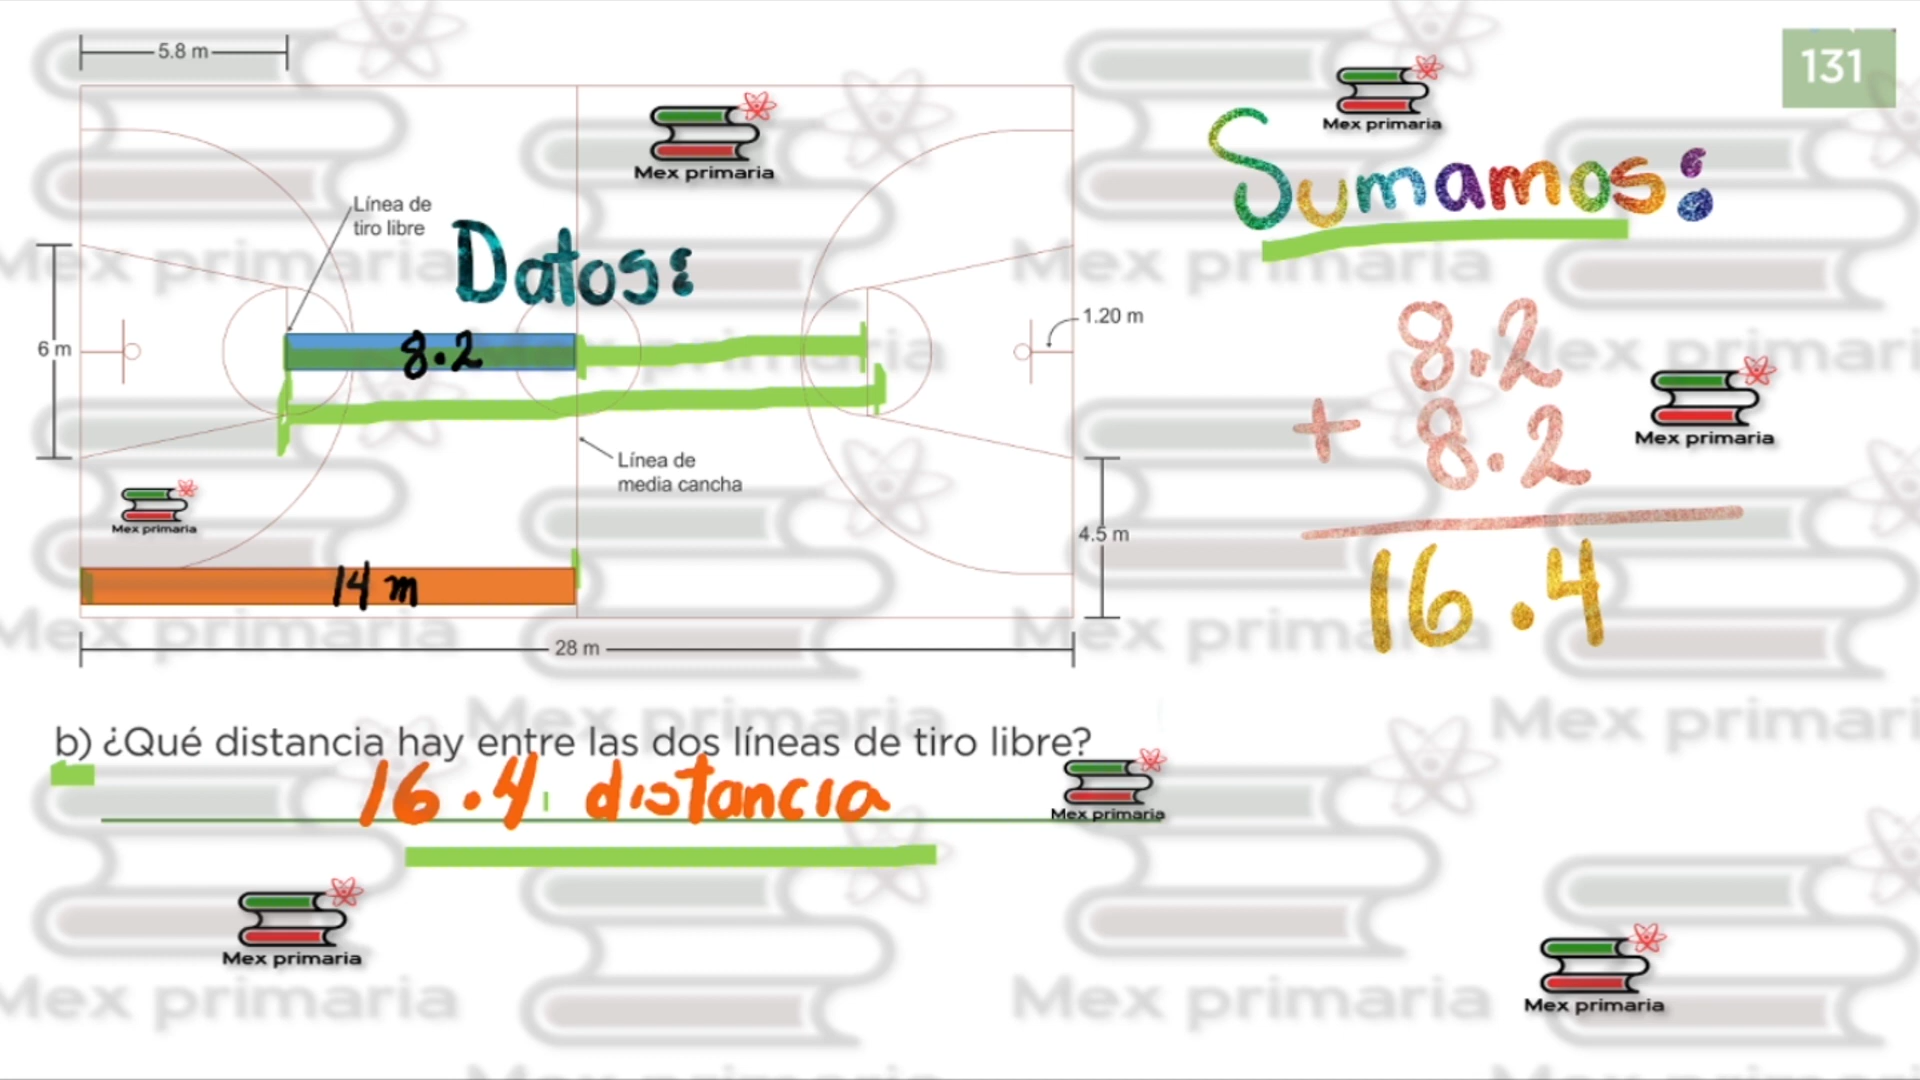 5.8 m
131
Mex primaria
Mex primaria
Sumamos:
Línea de
tiro libre
Datos:
8.2
6 m
1.20 m
8.2
+ 8.2
16.4
Mex primaria
Línea de
media cancha
Mex primaria
4.5 m
14 m
28 m
b) ¿Qué distancia hay entre las dos líneas de tiro libre?
16.4 distancia
Mex primaria
Mex primaria
Mex primaria